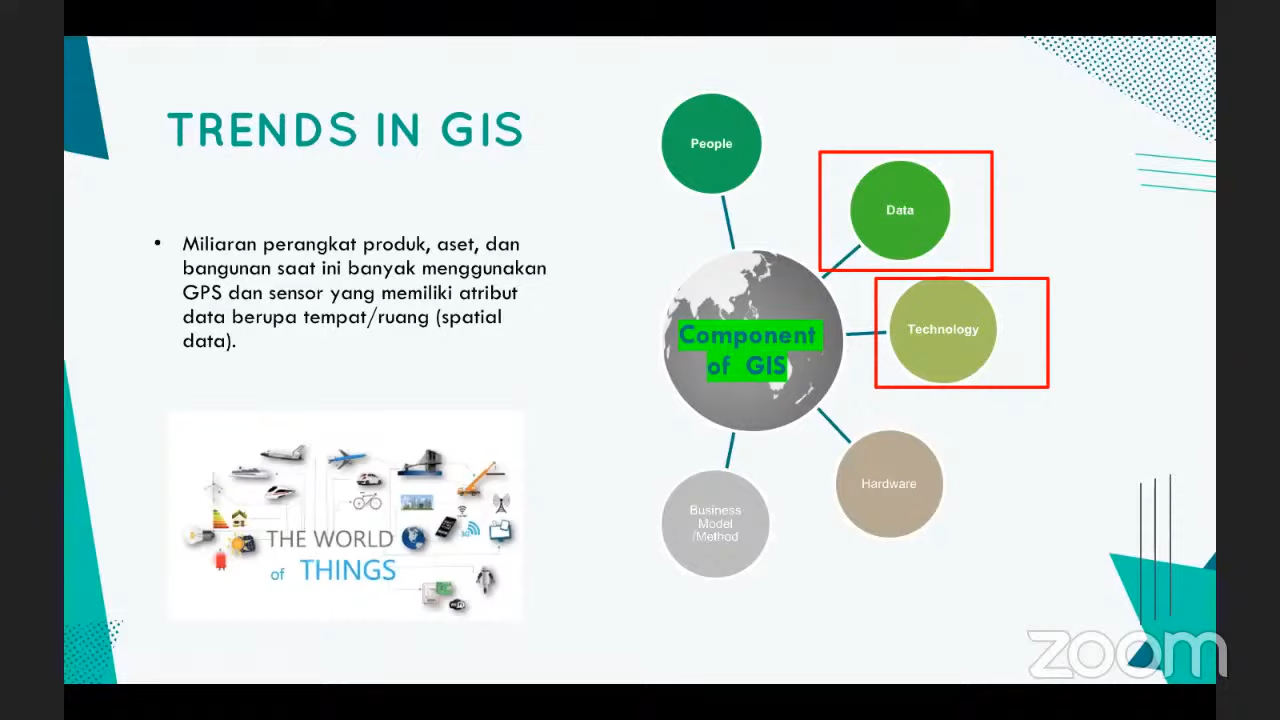 TRENDS IN GIS
• Miliaran perangkat produk, aset, dan
bangunan saat ini banyak menggunakan
GPS dan sensor yang memiliki atribut
data berupa tempat/ruang (spatial
data).
THE WORLD
of THINGS
3G
WiFi
People
Data
Technology
Component
of GIS
Hardware
Business
Model
/Method
zoom